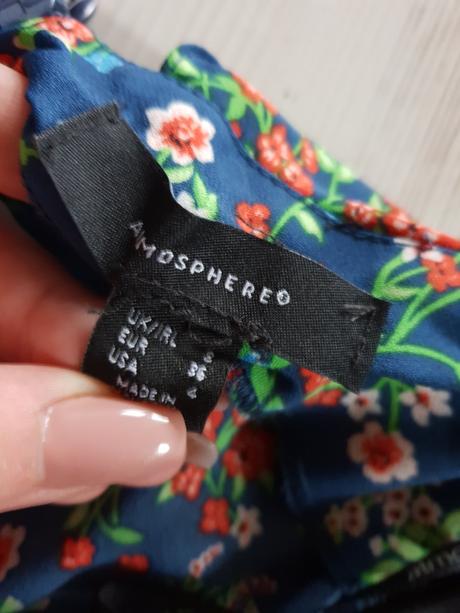 ATMOSPHERE®
UK/IRL 8
EUR 36
USA 4
MADE IN